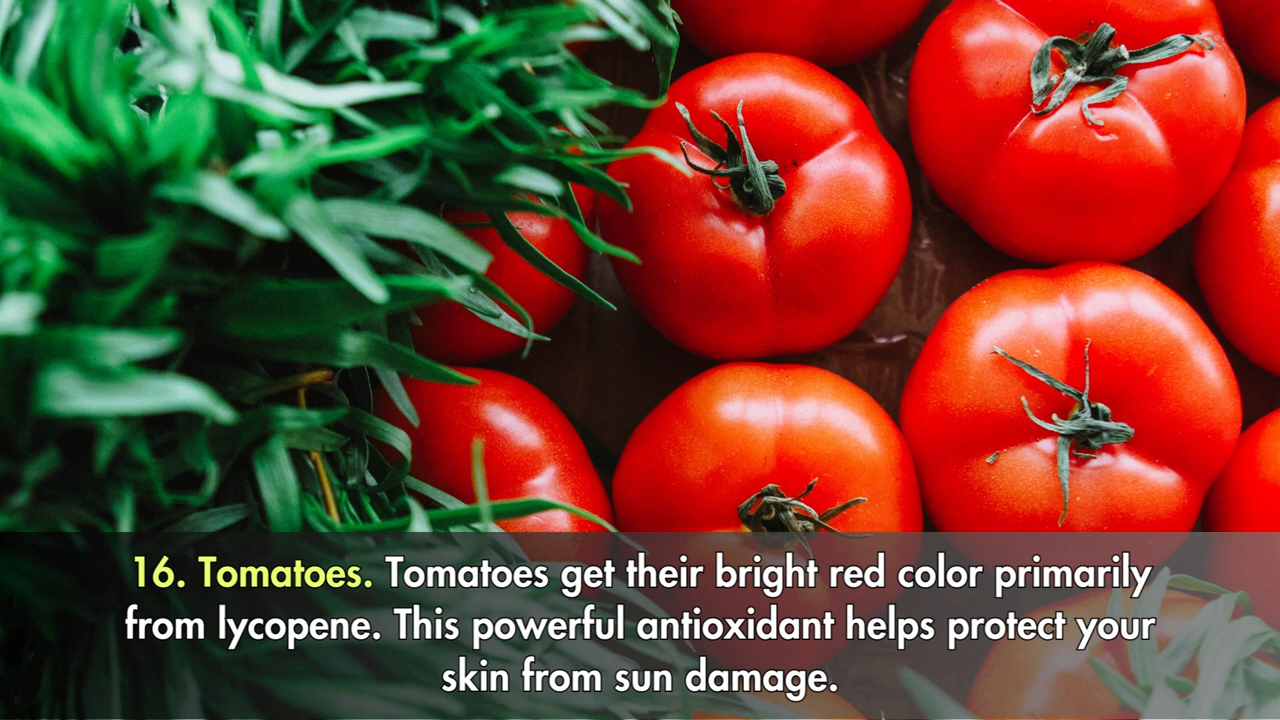 16. Tomatoes. Tomatoes get their bright red color primarily
from lycopene. This powerful antioxidant helps protect your
skin from sun damage.